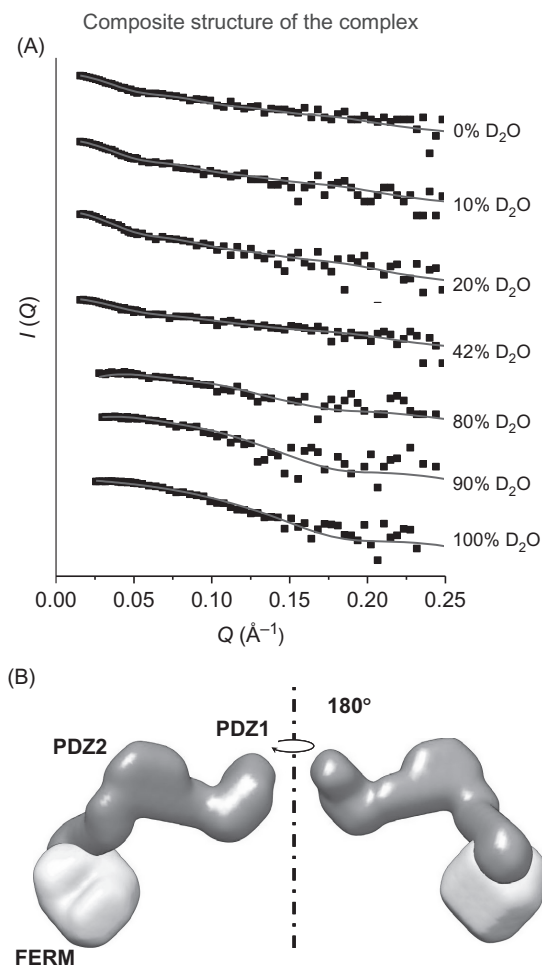 Composite structure of the complex
(A)
0% D₂O
10% D₂O
20% D₂O
42% D₂O
80% D₂O
90% D₂O
100% D₂O
I (Q)
0.00 0.05 0.10 0.15 0.20 0.25
Q (Å⁻¹)
(B)
180°
PDZ1
PDZ2
FERM